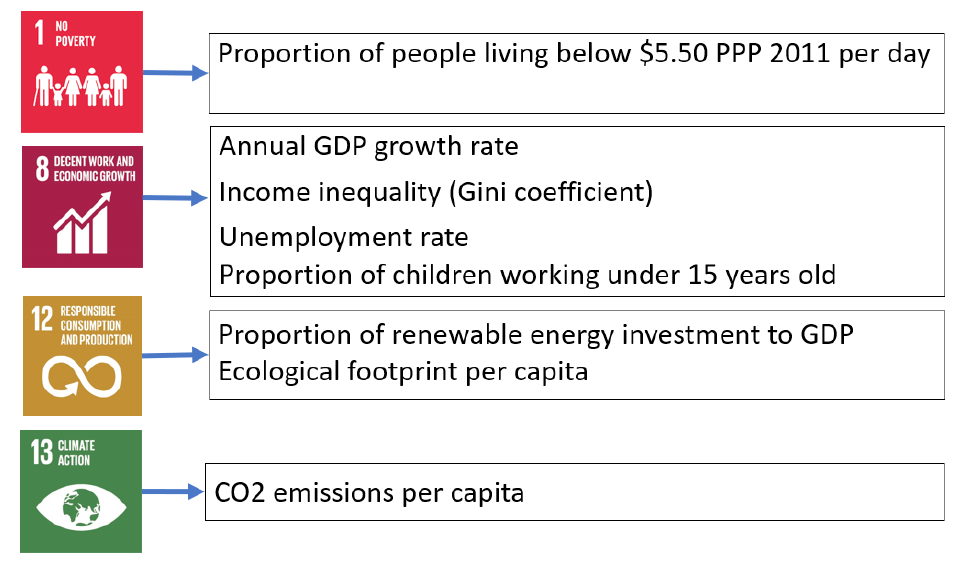 1 NO
POVERTY
Proportion of people living below $5.50 PPP 2011 per day
8 DECENT WORK AND
ECONOMIC GROWTH
Annual GDP growth rate
Income inequality (Gini coefficient)
Unemployment rate
Proportion of children working under 15 years old
12 RESPONSIBLE
CONSUMPTION
AND PRODUCTION
Proportion of renewable energy investment to GDP
Ecological footprint per capita
13 CLIMATE
ACTION
CO2 emissions per capita